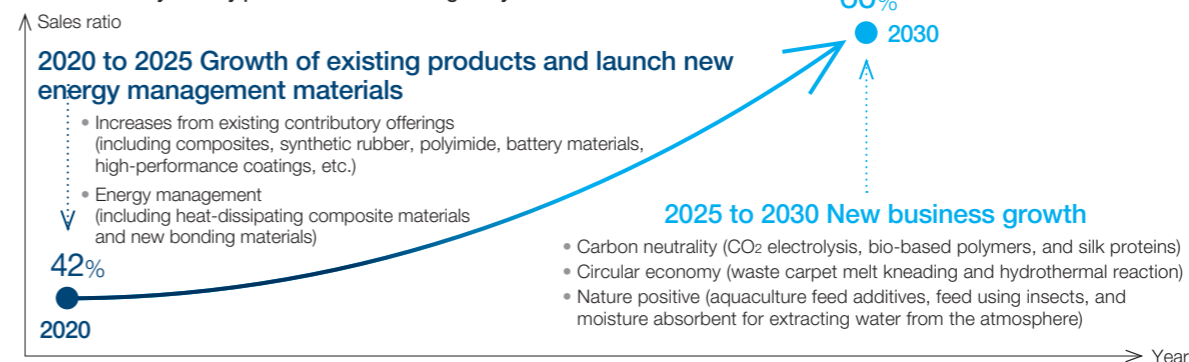 Sales ratio
2030
2020 to 2025 Growth of existing products and launch new
energy management materials
• Increases from existing contributory offerings
(including composites, synthetic rubber, polyimide, battery materials,
high-performance coatings, etc.)
• Energy management
(including heat-dissipating composite materials
and new bonding materials)
42%
2020
2025 to 2030 New business growth
• Carbon neutrality (CO2 electrolysis, bio-based polymers, and silk proteins)
• Circular economy (waste carpet melt kneading and hydrothermal reaction)
• Nature positive (aquaculture feed additives, feed using insects, and
moisture absorbent for extracting water from the atmosphere)
Year